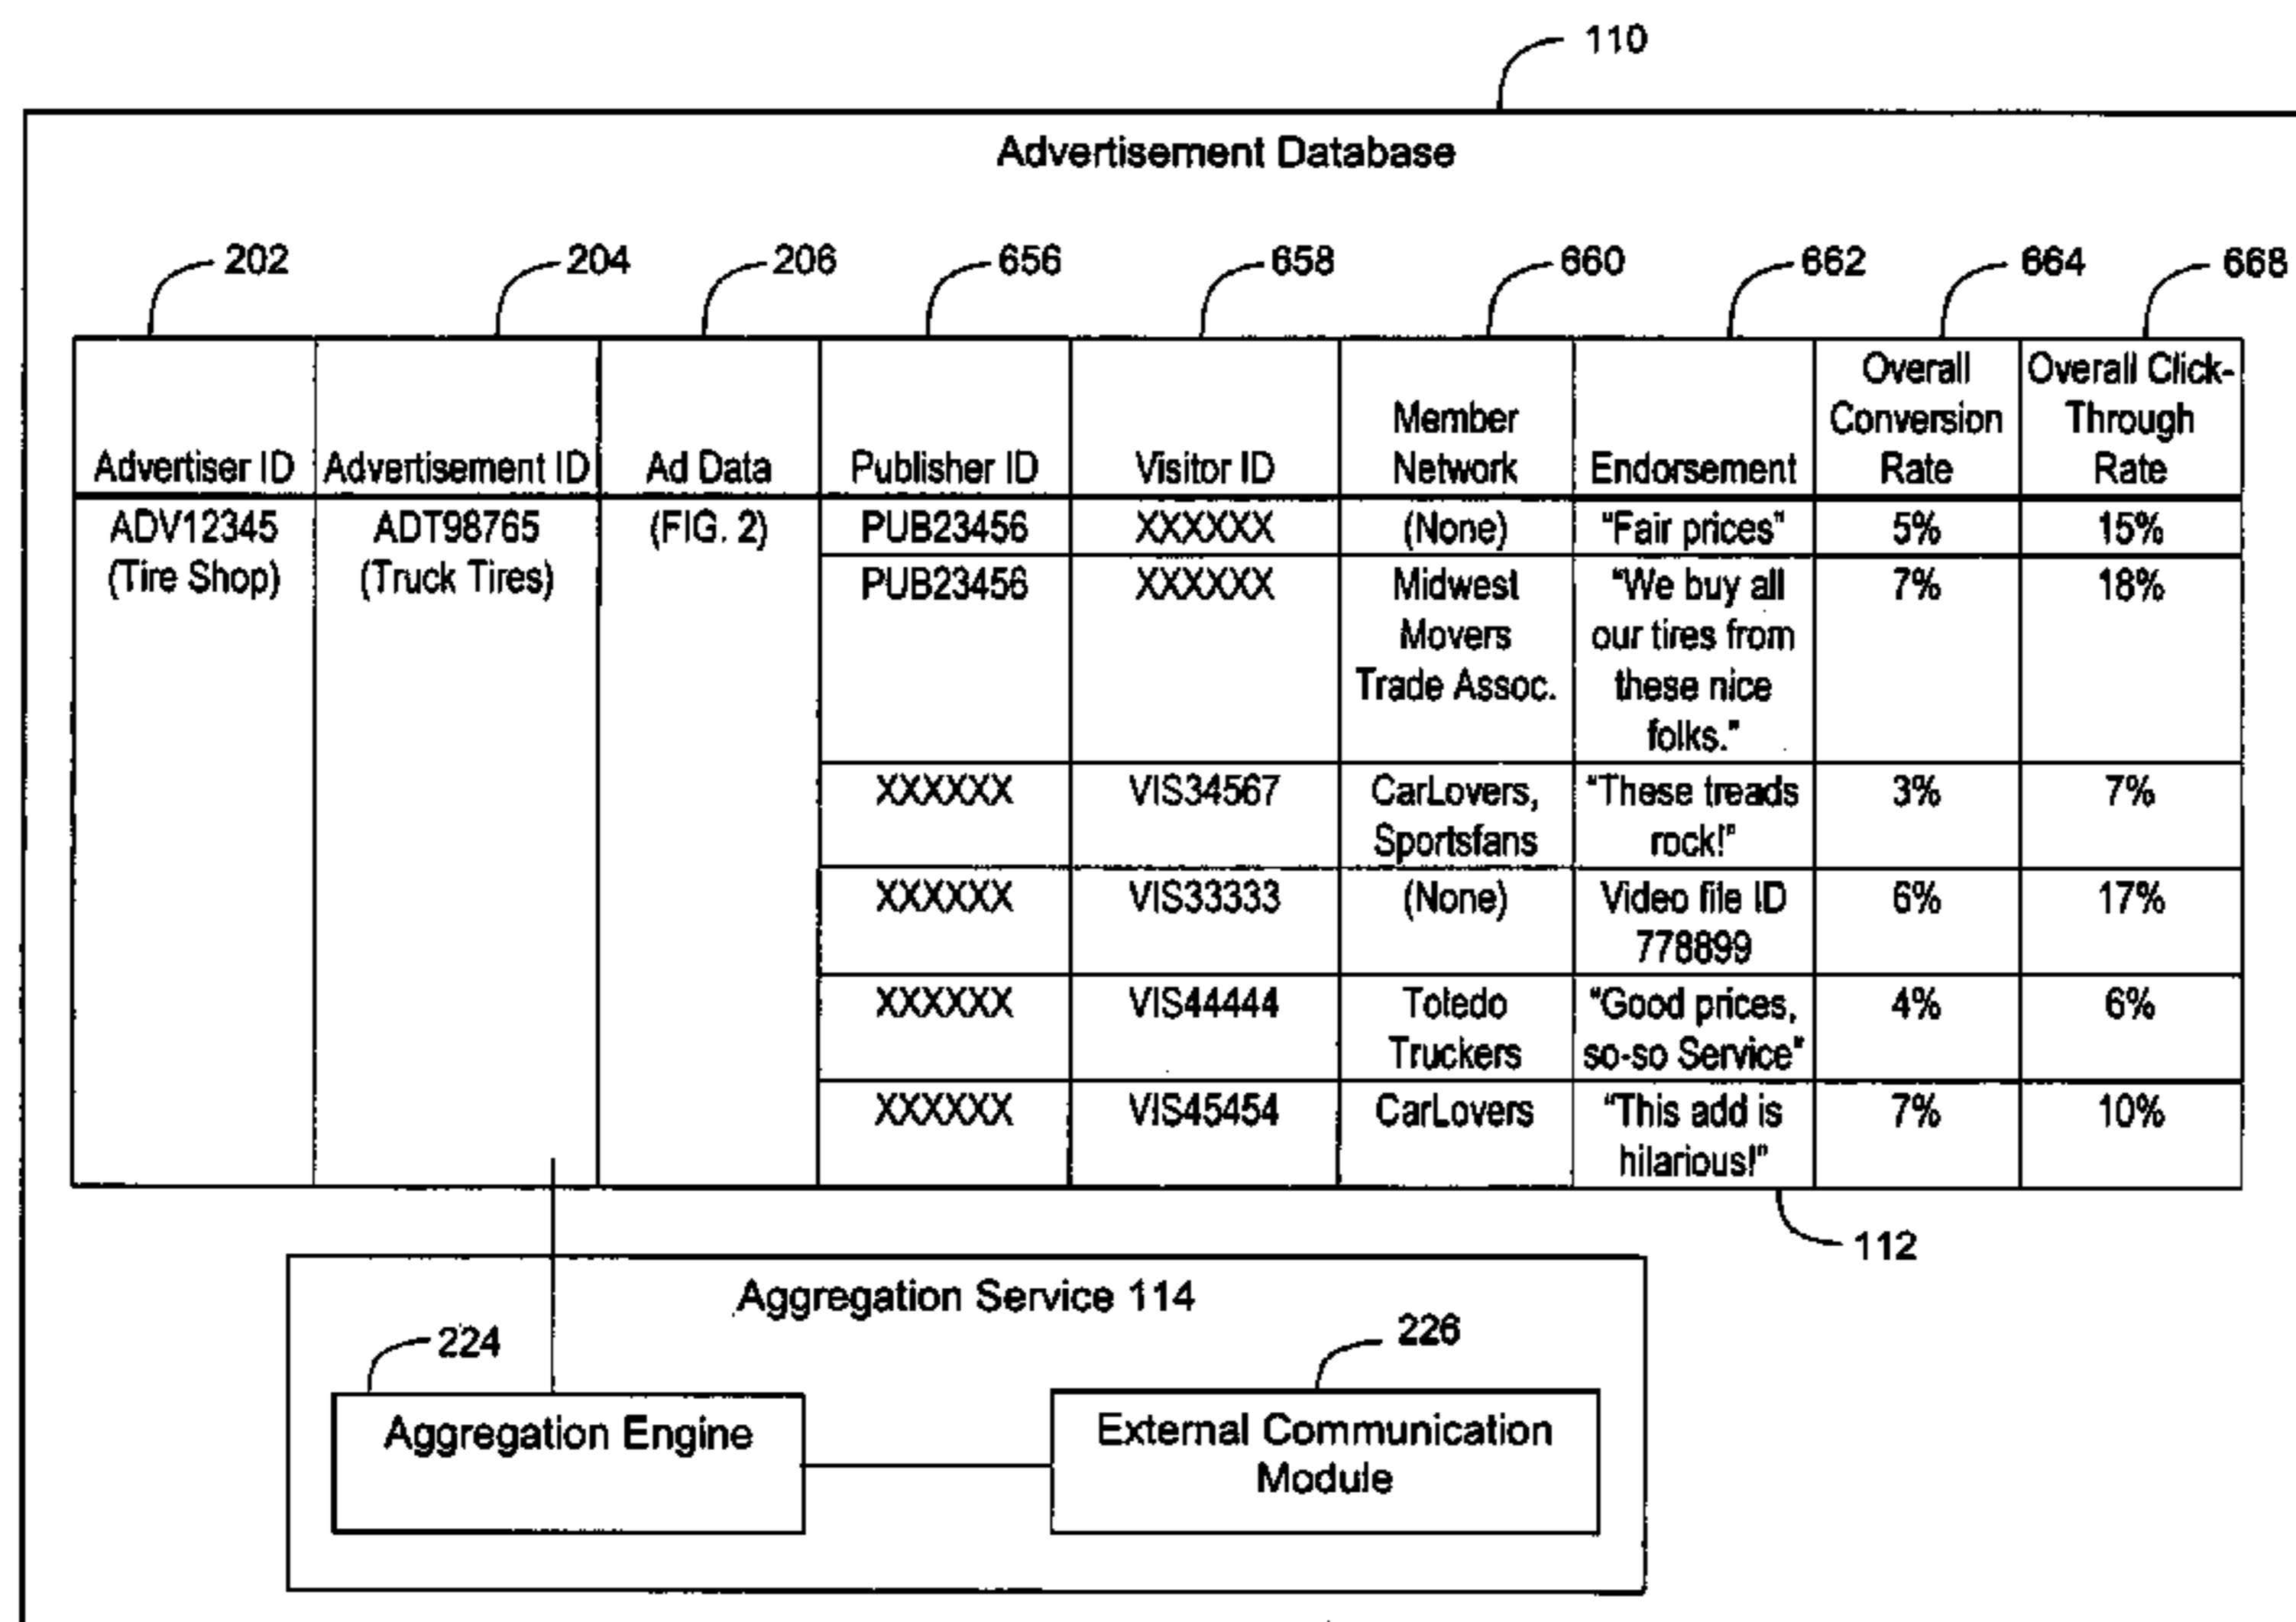 110
Advertisement Database
202 204 206 656 658 660 662 664 668
Overall Overall Click-
Member Conversion Through
Advertiser ID Advertisement ID Ad Data Publisher ID Visitor ID Network Endorsement Rate Rate
ADV12345 ADT98765 (FIG. 2) PUB23456 XXXXXX (None) "Fair prices" 5% 15%
(Tire Shop) (Truck Tires) PUB23456 XXXXXX Midwest "We buy all 7% 18%
Movers our tires from
Trade Assoc. these nice
folks."
XXXXXX VIS34567 CarLovers, "These treads 3% 7%
Sportsfans rock!"
XXXXXX VIS33333 (None) Video file ID 6% 17%
778899
XXXXXX VIS44444 Toledo "Good prices, 4% 6%
Truckers so-so Service"
XXXXXX VIS45454 CarLovers "This add is 7% 10%
hilarious!"
112
Aggregation Service 114
224 226
Aggregation Engine External Communication
Module